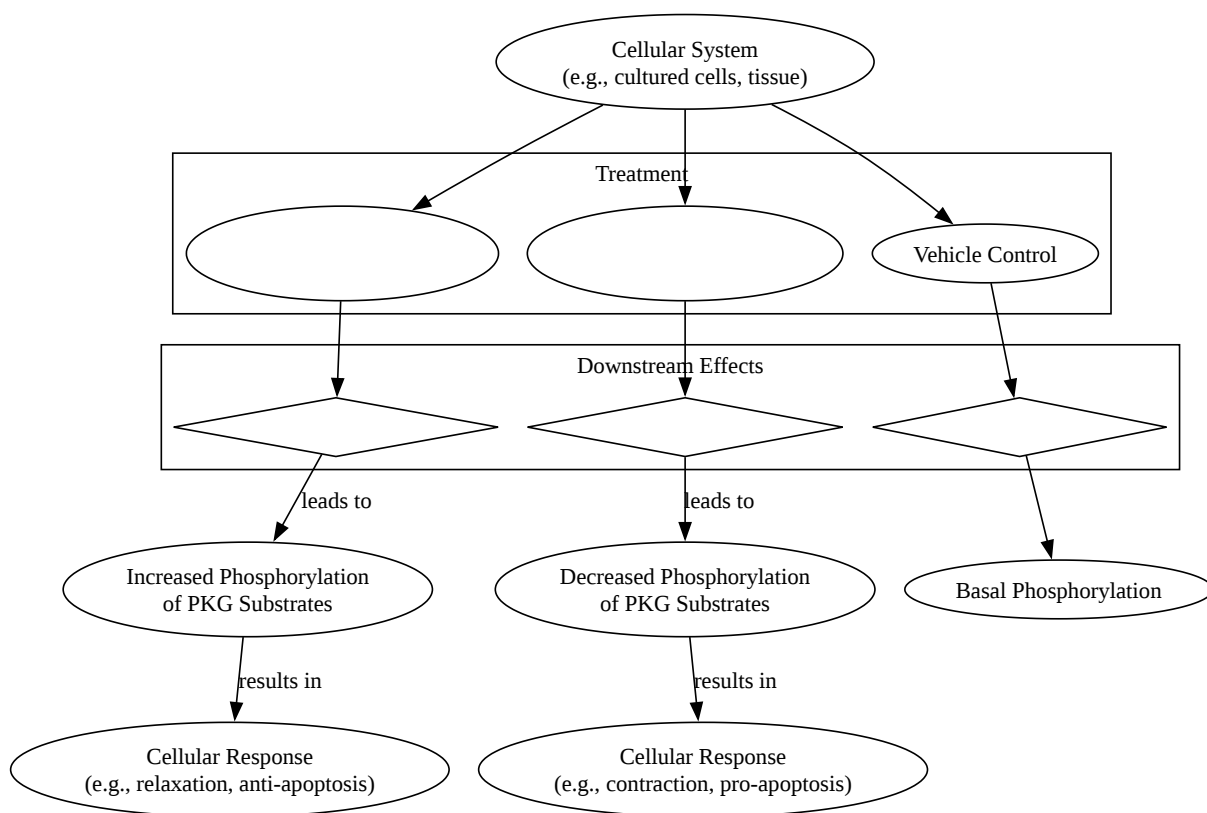 Cellular System
(e.g., cultured cells, tissue)
Treatment
Vehicle Control
Downstream Effects
leads to
leads to
Increased Phosphorylation
of PKG Substrates
Decreased Phosphorylation
of PKG Substrates
Basal Phosphorylation
results in
results in
Cellular Response
(e.g., relaxation, anti-apoptosis)
Cellular Response
(e.g., contraction, pro-apoptosis)